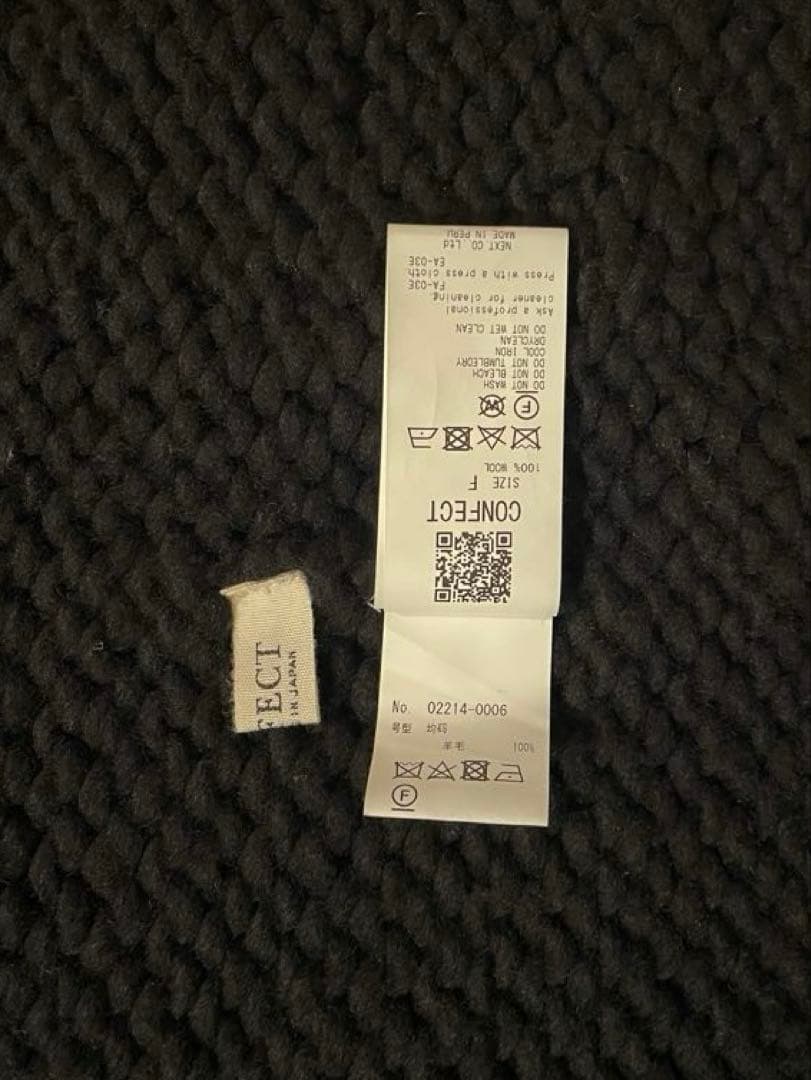 CONFECT
SIZE F
100% WOOL
DO NOT WASH
DO NOT BLEACH
DO NOT TUMBLEDRY
COOL IRON
DRYCLEAN
DO NOT WET CLEAN
Ask a professional
cleaner for cleaning.
FA-03E
Press with a press cloth.
EA-03E
NEXT CO. Ltd
MADE IN PERU
FECT
IN JAPAN
No. 02214-0006
号型 均码
羊毛 100%
F
F
W